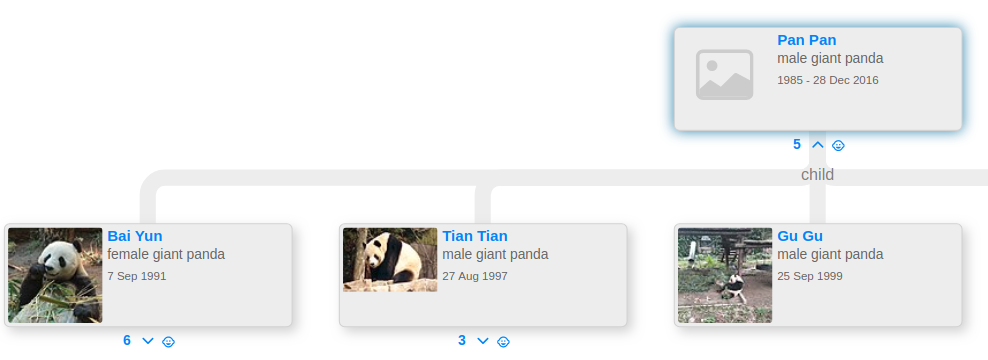 Pan Pan
male giant panda
1985 - 28 Dec 2016
5
child
Bai Yun
female giant panda
7 Sep 1991
6
Tian Tian
male giant panda
27 Aug 1997
3
Gu Gu
male giant panda
25 Sep 1999